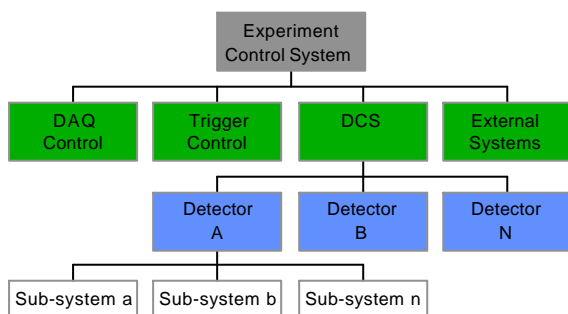 Experiment
Control System
DAQ
Control
Trigger
Control
DCS
External
Systems
Detector
A
Detector
B
Detector
N
Sub-system a
Sub-system b
Sub-system n